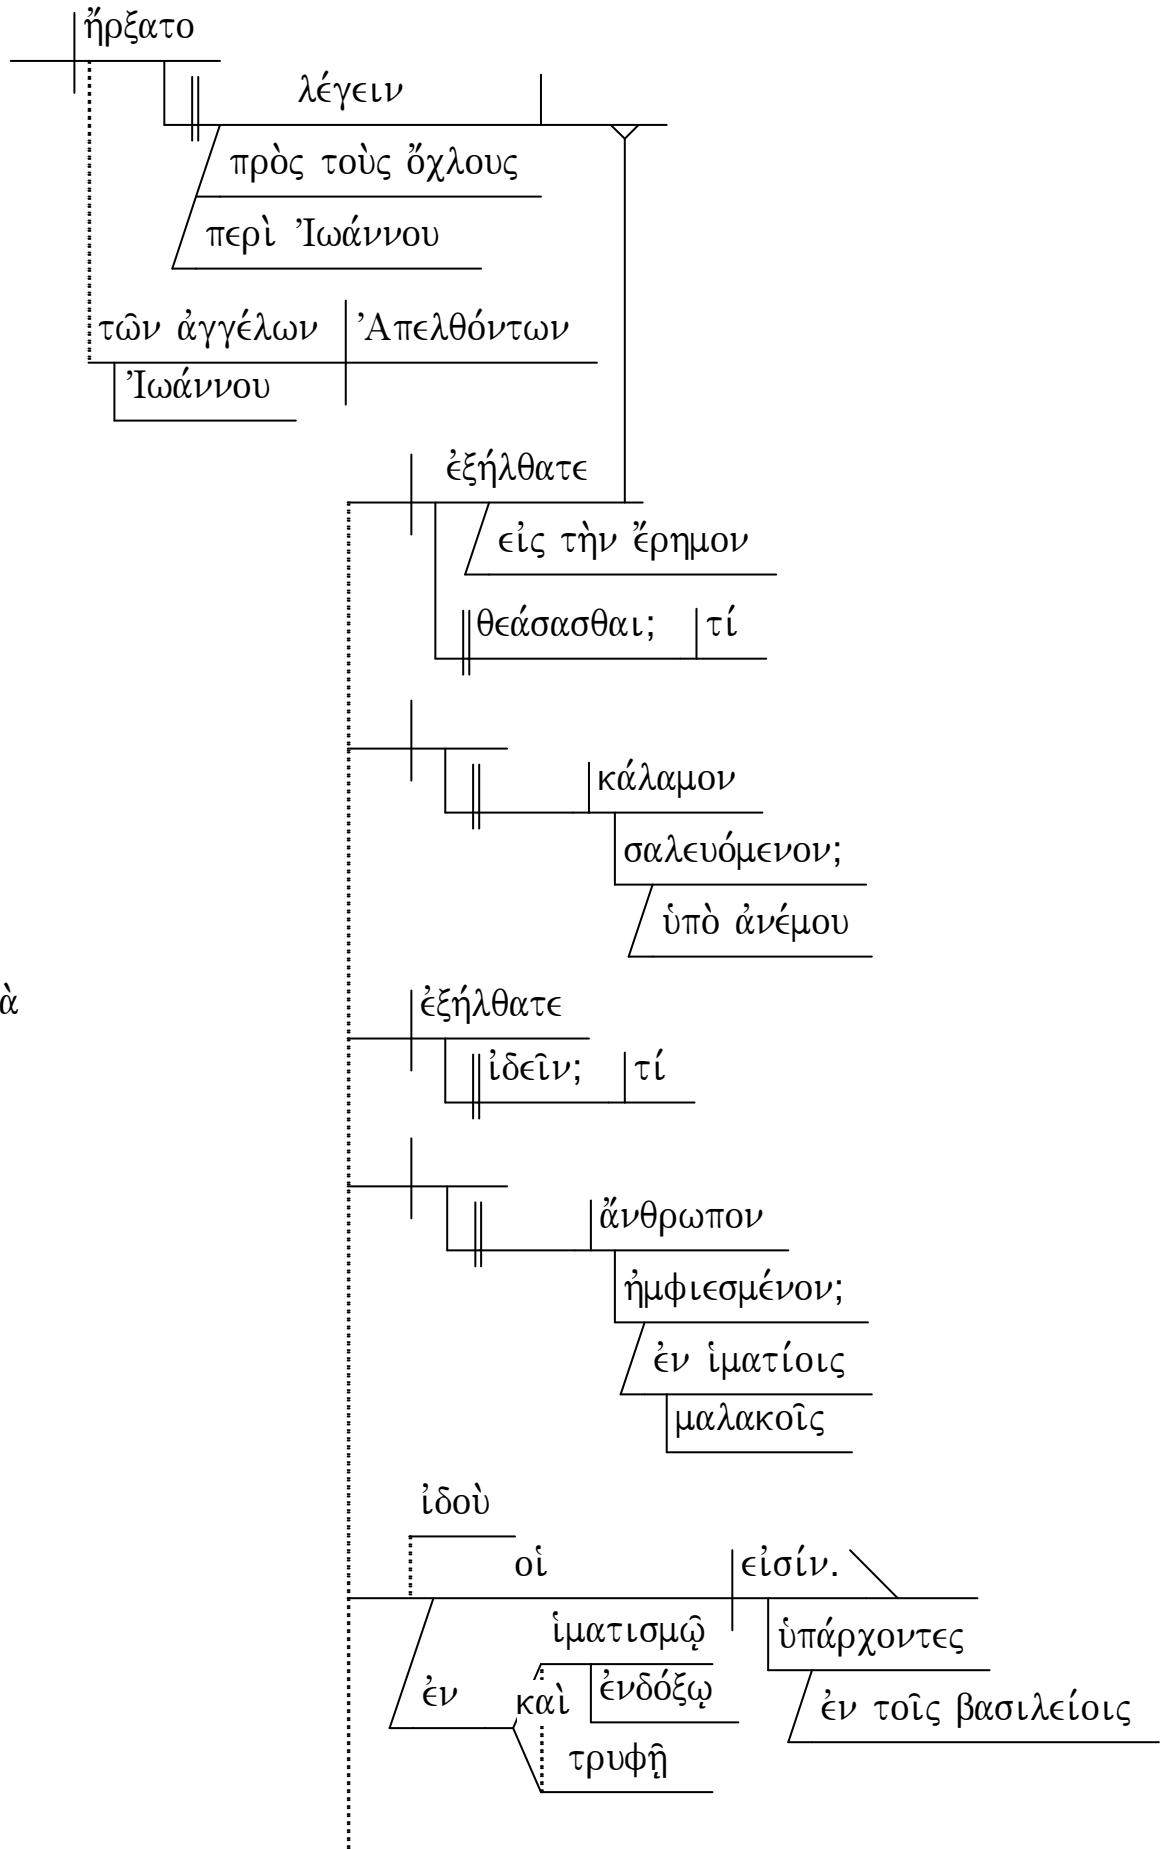 ἤρξατο
λέγειν
πρὸς τοὺς ὄχλους
περὶ Ἰωάννου
τῶν ἀγγέλων Ἀπελθόντων
Ἰωάννου
ἐξήλθατε
εἰς τὴν ἔρημον
θεάσασθαι; τί
κάλαμον
σαλευόμενον;
ὑπὸ ἀνέμου
ἐξήλθατε
ἰδεῖν; τί
ἄνθρωπον
ἠμφιεσμένον;
ἐν ἱματίοις
μαλακοῖς
ἰδοὺ
οἱ εἰσίν.
ἱματισμῷ ὑπάρχοντες
ἐν καὶ ἐνδόξῳ ἐν τοῖς βασιλείοις
τρυφῇ